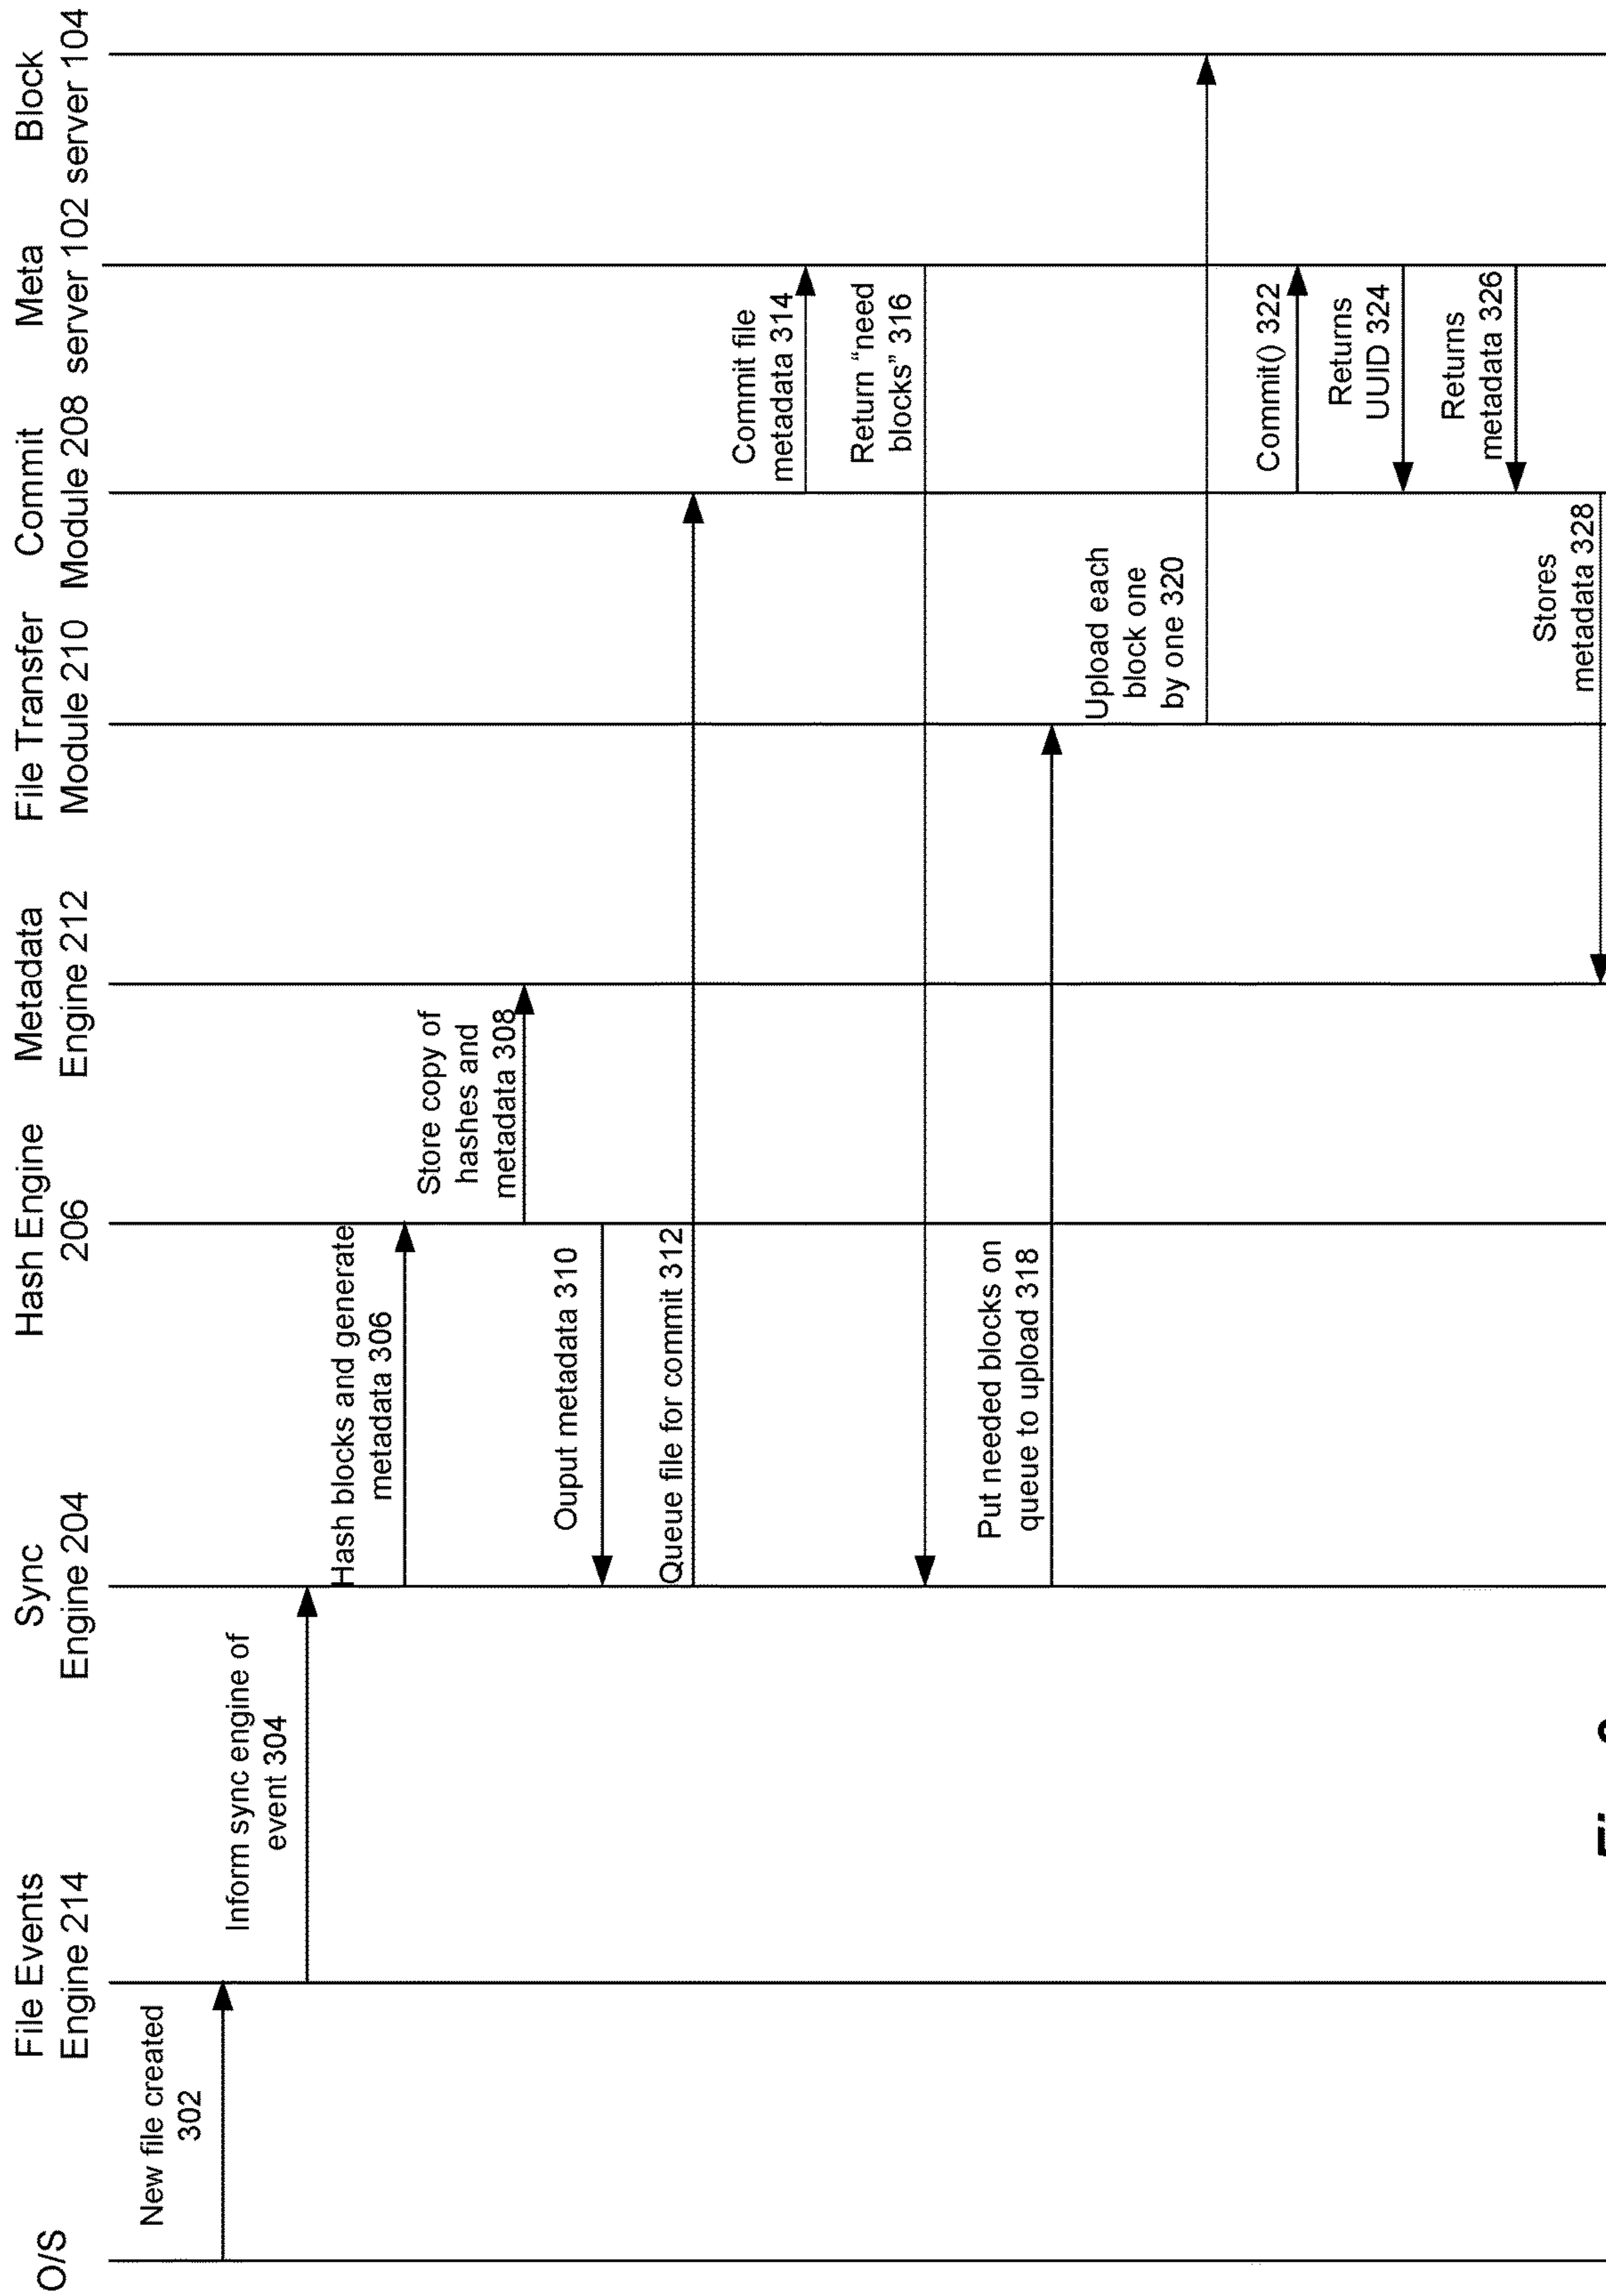 O/S
File Events
Engine 214
Sync
Engine 204
Hash Engine
206
Metadata
Engine 212
File Transfer
Module 210
Commit
Module 208
Meta
server 102
Block
server 104
New file created
302
Inform sync engine of
event 304
Hash blocks and generate
metadata 306
Store copy of
hashes and
metadata 308
Ouput metadata 310
Queue file for commit 312
Commit file
metadata 314
Return “need
blocks” 316
Put needed blocks on
queue to upload 318
Upload each
block one
by one 320
Commit() 322
Returns
UUID 324
Returns
metadata 326
Stores
metadata 328